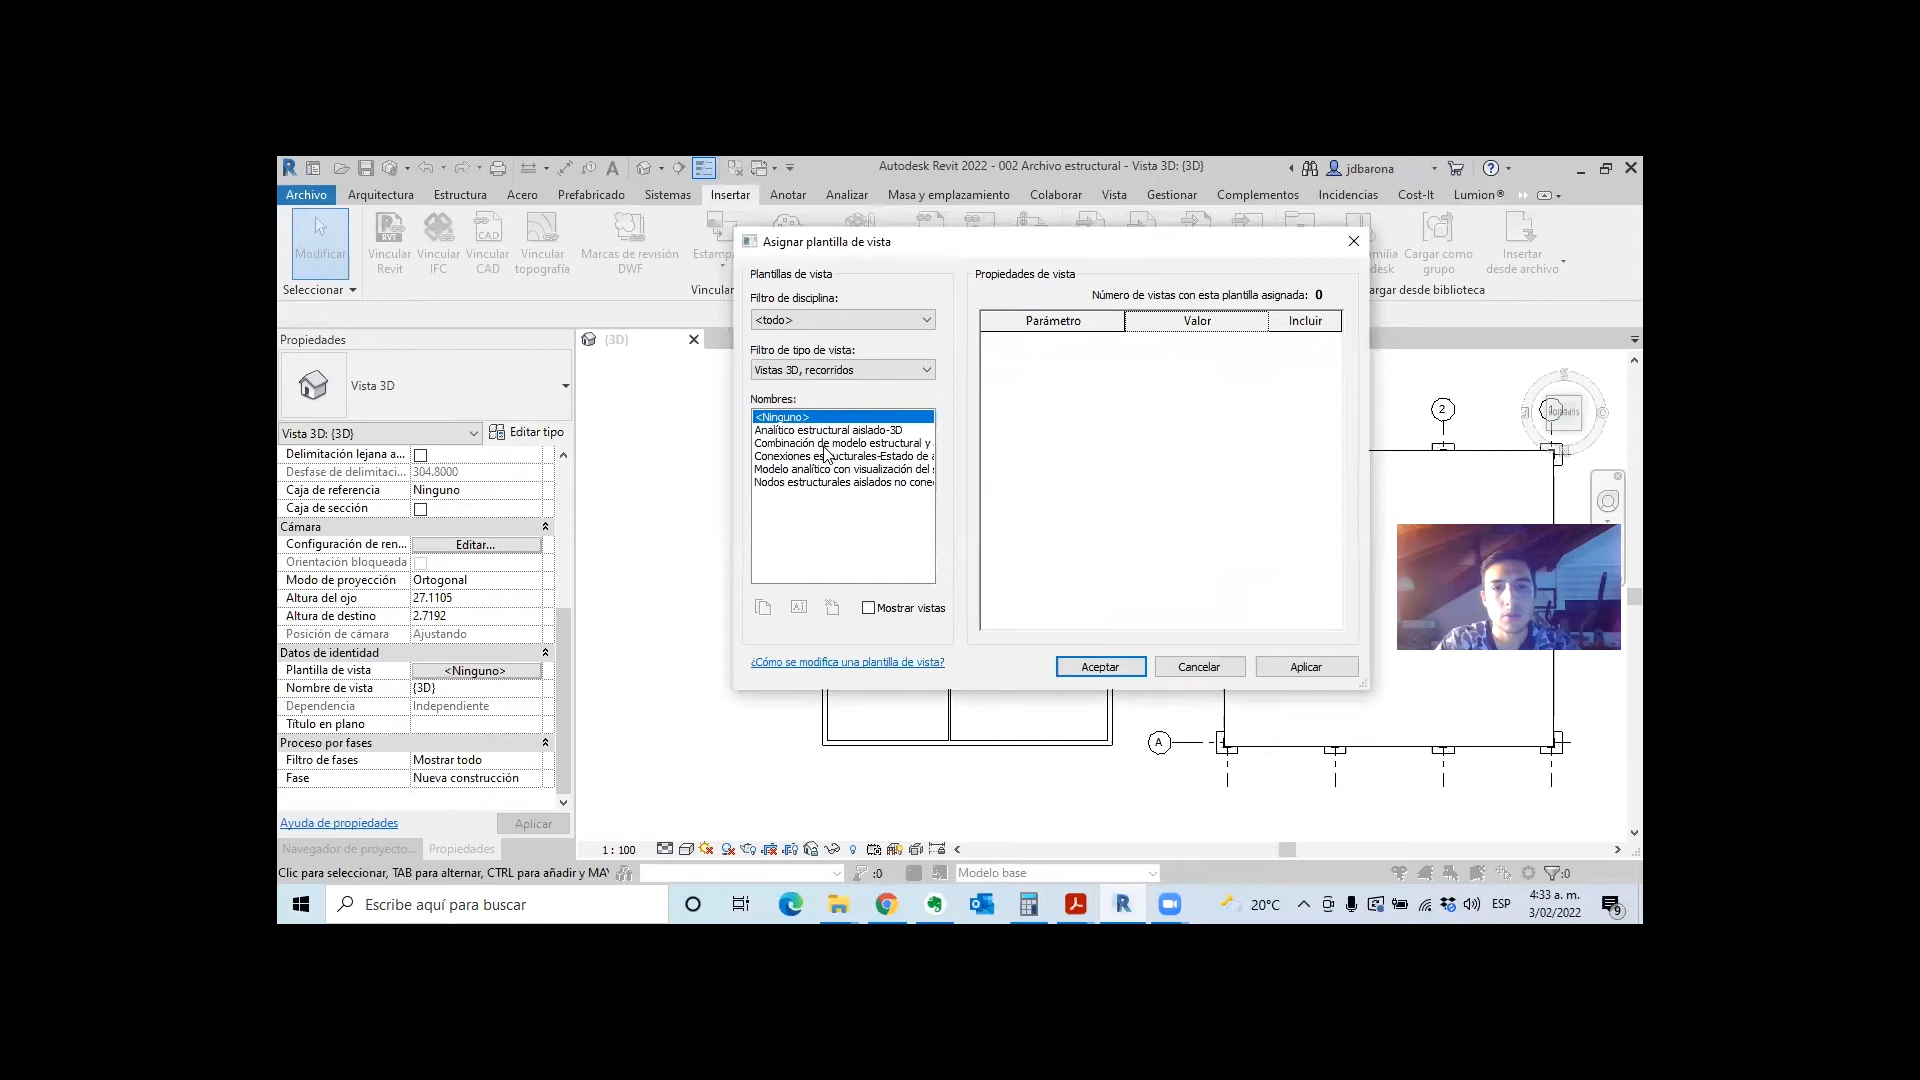 Autodesk Revit 2022 - 002 Archivo estructural - Vista 3D: {3D}
jdbarona
Archivo Arquitectura Estructura Acero Prefabricado Sistemas Insertar Anotar Analizar Masa y emplazamiento Colaborar Vista Gestionar Complementos Incidencias Cost-It Lumion®
Modificar
Vincular Revit
Vincular IFC
Vincular CAD
Vincular topografía
Marcas de revisión DWF
Estamp
Cargar como grupo
Insertar desde archivo
Seleccionar
Vincular
argar desde biblioteca
Propiedades
Vista 3D
Vista 3D: {3D}
Editar tipo
Delimitación lejana a...
Desfase de delimitaci... 304.8000
Caja de referencia Ninguno
Caja de sección
Cámara
Configuración de ren... Editar...
Orientación bloqueada
Modo de proyección Ortogonal
Altura del ojo 27.1105
Altura de destino 2.7192
Posición de cámara Ajustando
Datos de identidad
Plantilla de vista <Ninguno>
Nombre de vista {3D}
Dependencia Independiente
Título en plano
Proceso por fases
Filtro de fases Mostrar todo
Fase Nueva construcción
Ayuda de propiedades
Aplicar
Navegador de proyecto...
Propiedades
{3D}
Asignar plantilla de vista
Plantillas de vista
Filtro de disciplina:
<todo>
Filtro de tipo de vista:
Vistas 3D, recorridos
Nombres:
<Ninguno>
Analítico estructural aislado-3D
Combinación de modelo estructural y
Conexiones estructurales-Estado de a
Modelo analítico con visualización del
Nodos estructurales aislados no cone
Mostrar vistas
¿Cómo se modifica una plantilla de vista?
Propiedades de vista
Número de vistas con esta plantilla asignada: 0
Parámetro Valor Incluir
Aceptar
Cancelar
Aplicar
2
A
1 : 100
Clic para seleccionar, TAB para alternar, CTRL para añadir y MAY
:0
Modelo base
:0
Escribe aquí para buscar
20°C
ESP
4:33 a. m.
3/02/2022
9